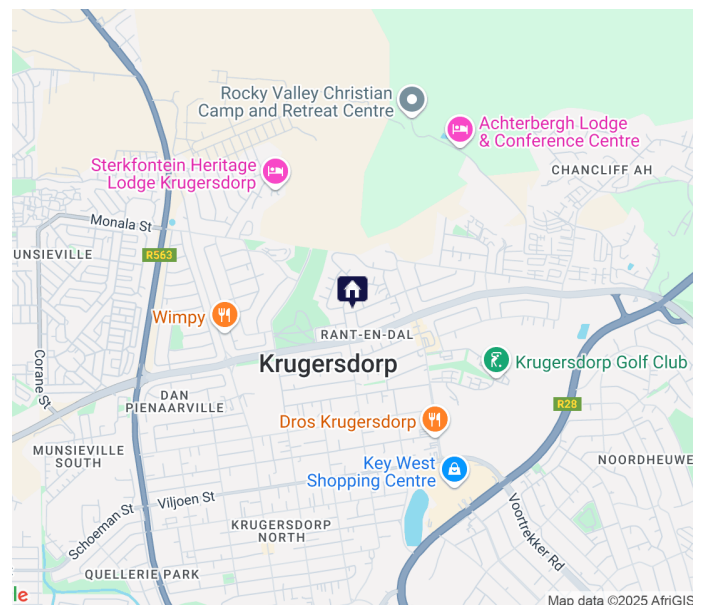 Rocky Valley Christian
Camp and Retreat Centre
Achterbergh Lodge
& Conference Centre
Sterkfontein Heritage
Lodge Krugersdorp
CHANCLIFF AH
Monala St
UNSIEVILLE
R563
Wimpy
RANT-EN-DAL
Krugersdorp
Krugersdorp Golf Club
Corane St
DAN
PIENAARVILLE
R28
Dros Krugersdorp
MUNSIEVILLE
SOUTH
Key West
Shopping Centre
NOORDHEUWE
Viljoen St
Schoeman St
KRUGERSDORP
NORTH
Voortrekker Rd
QUELLERIE PARK
le
Map data ©2025 AfriGIS